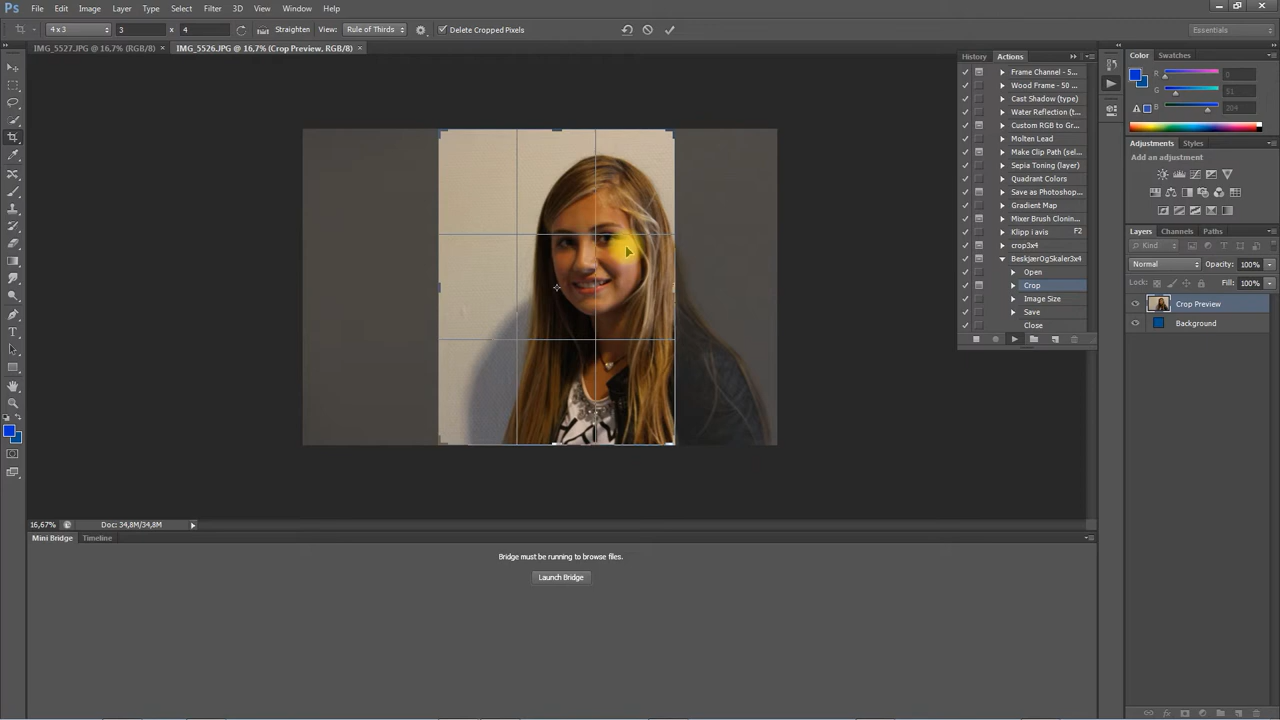 Ps File Edit Image Layer Type Select Filter 3D View Window Help
4 x 3 3 x 4 Straighten View: Rule of Thirds Delete Cropped Pixels Essentials
IMG_5527.JPG @ 16,7% (RGB/8) × IMG_5526.JPG @ 16,7% (Crop Preview, RGB/8) ×
History Actions
Frame Channel - 5...
Wood Frame - 50 ...
Cast Shadow (type)
Water Reflection (t...
Custom RGB to Gr...
Molten Lead
Make Clip Path (sel...
Sepia Toning (layer)
Quadrant Colors
Save as Photoshop...
Gradient Map
Mixer Brush Clonin...
Klipp i avis F2
crop3x4
BeskjærOgSkaler3x4
Open
Crop
Image Size
Save
Close
Color Swatches
R 0
G 51
B 204
Adjustments Styles
Add an adjustment
Layers Channels Paths
Kind
Normal Opacity: 100%
Lock: Fill: 100%
Crop Preview
Background
16,67% Doc: 34,8M/34,8M
Mini Bridge Timeline
Bridge must be running to browse files.
Launch Bridge